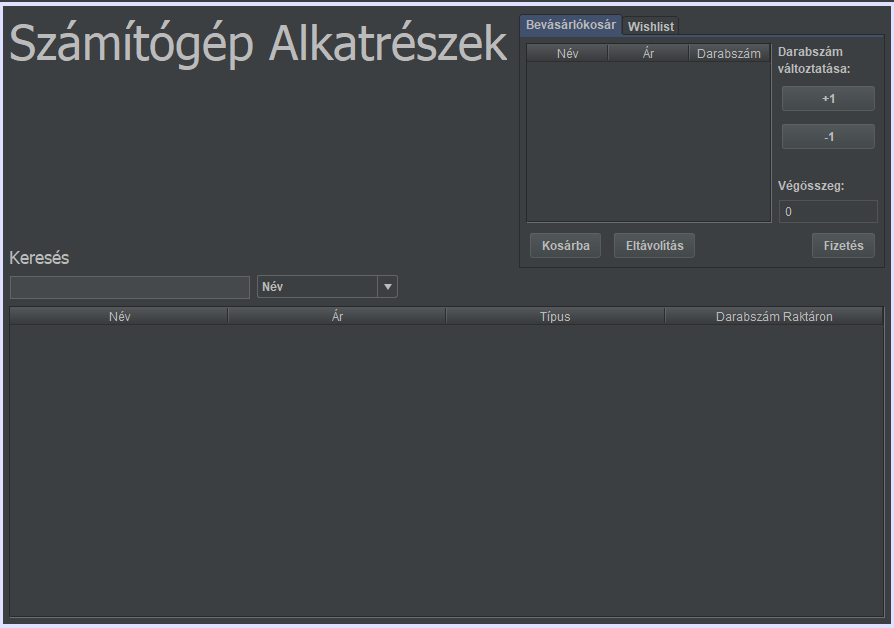 Számítógép Alkatrészek
Bevásárlókosár Wishlist
Név Ár Darabszám
Darabszám
változtatása:
+1
-1
Végösszeg:
0
Kosárba Eltávolítás Fizetés
Keresés
Név
Név Ár Típus Darabszám Raktáron